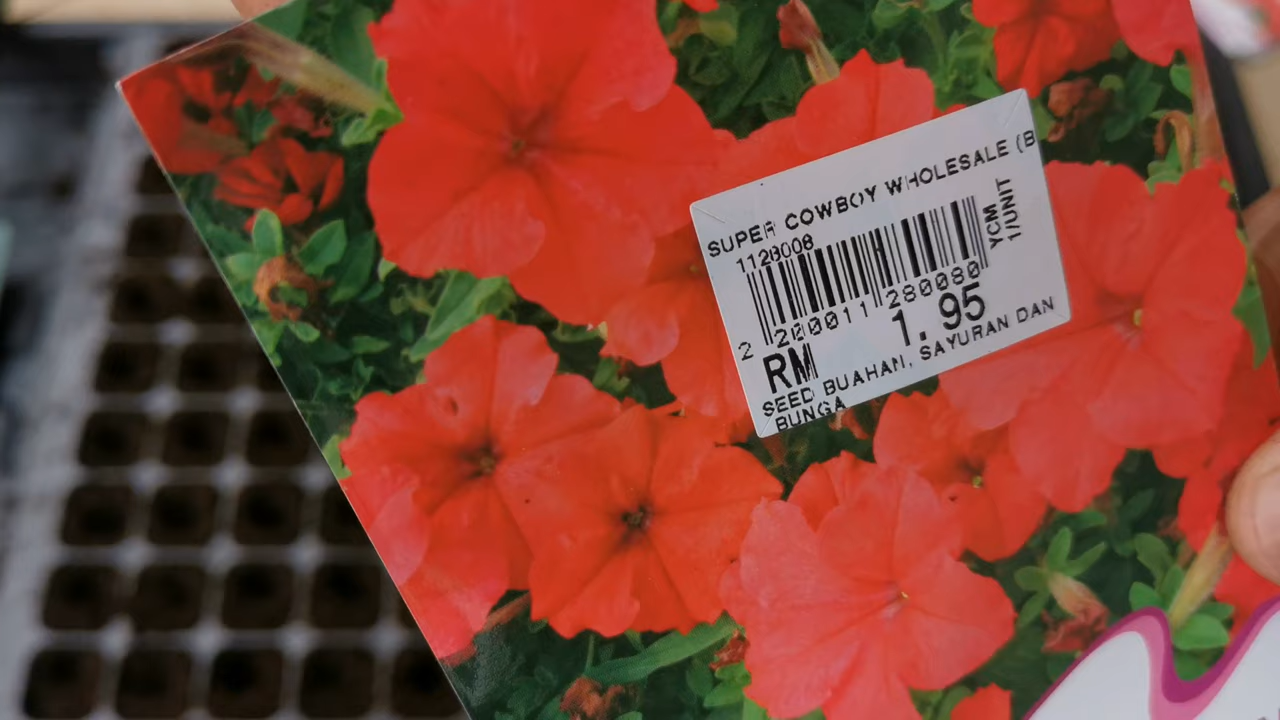 SUPER COWBOY WHOLESALE (B
1128008
YCM
1/UNIT
2 200011 280080
RM 1.95
SEED BUAHAN, SAYURAN DAN
BUNGA